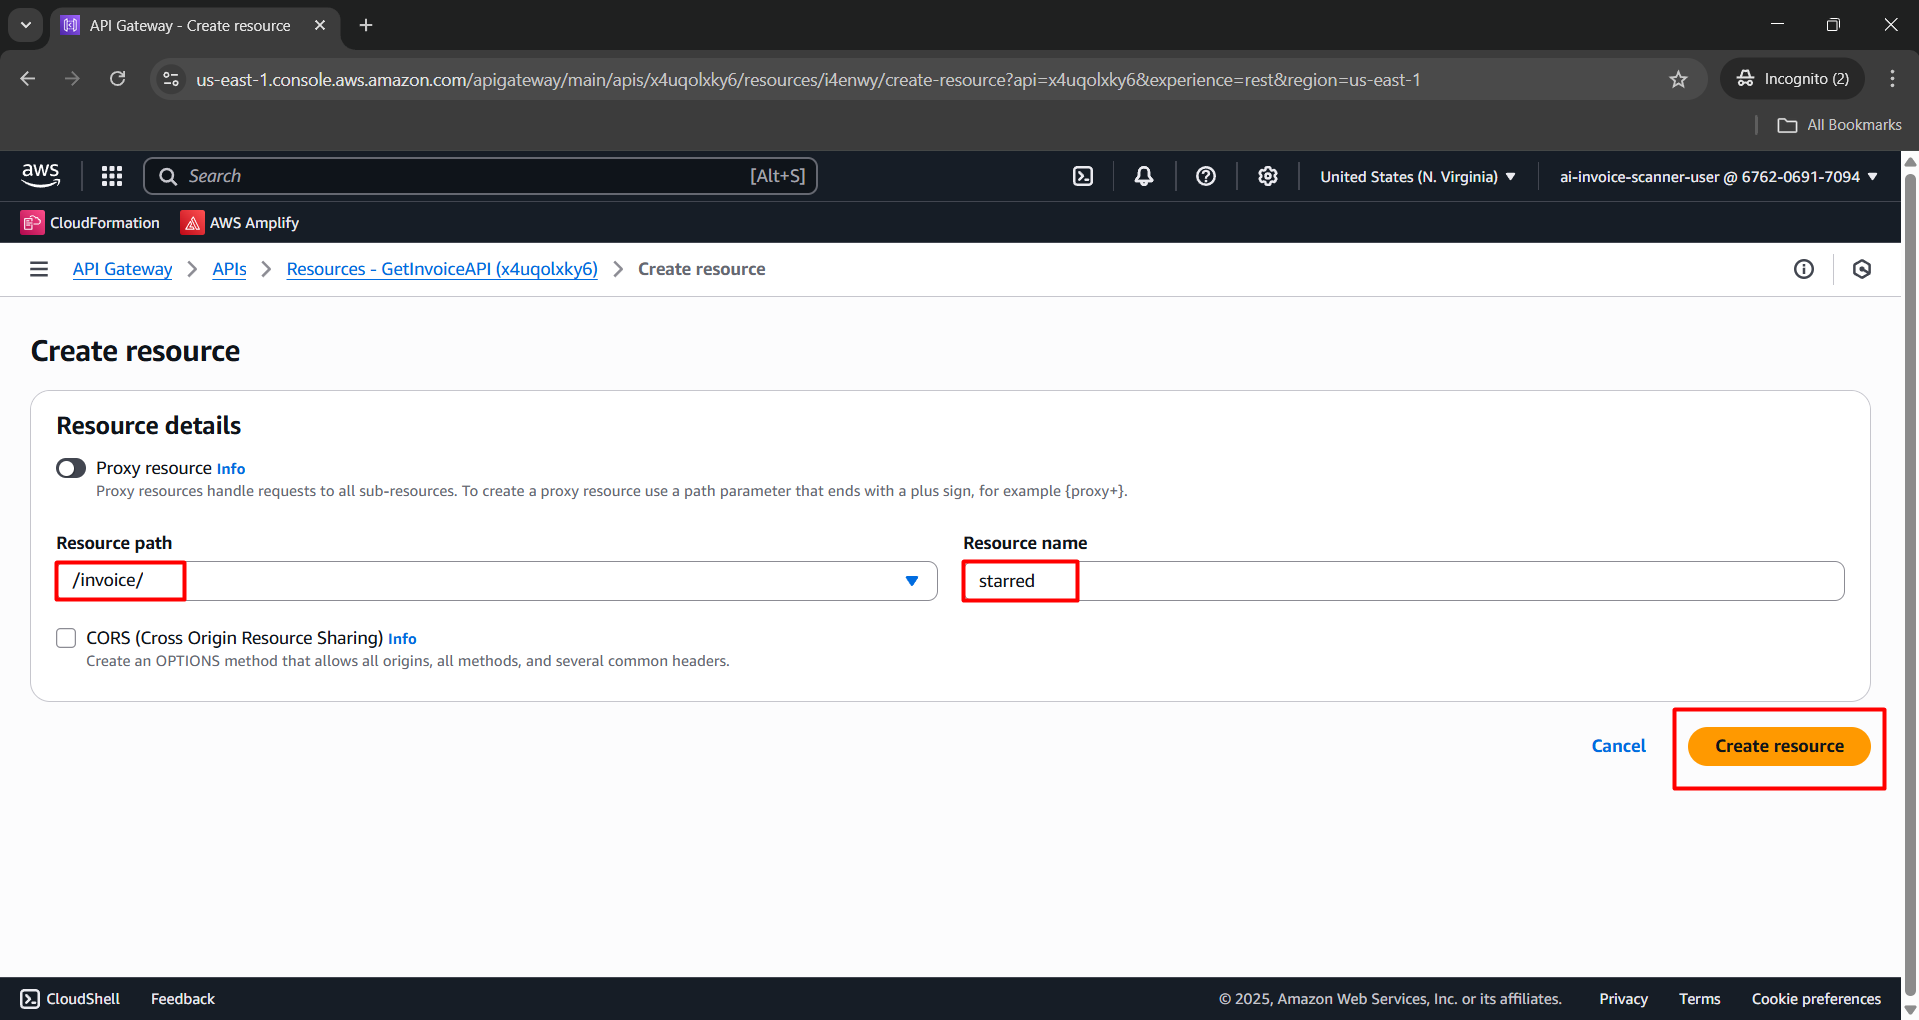 API Gateway - Create resource
us-east-1.console.aws.amazon.com/apigateway/main/apis/x4uqolxky6/resources/i4enwy/create-resource?api=x4uqolxky6&experience=rest&region=us-east-1
Incognito (2)
All Bookmarks
aws
Search
[Alt+S]
United States (N. Virginia)
ai-invoice-scanner-user @ 6762-0691-7094
CloudFormation
AWS Amplify
API Gateway
APIs
Resources - GetInvoiceAPI (x4uqolxky6)
Create resource
Create resource
Resource details
Proxy resource Info
Proxy resources handle requests to all sub-resources. To create a proxy resource use a path parameter that ends with a plus sign, for example {proxy+}.
Resource path
Resource name
/invoice/
starred
CORS (Cross Origin Resource Sharing) Info
Create an OPTIONS method that allows all origins, all methods, and several common headers.
Cancel
Create resource
CloudShell
Feedback
© 2025, Amazon Web Services, Inc. or its affiliates.
Privacy
Terms
Cookie preferences